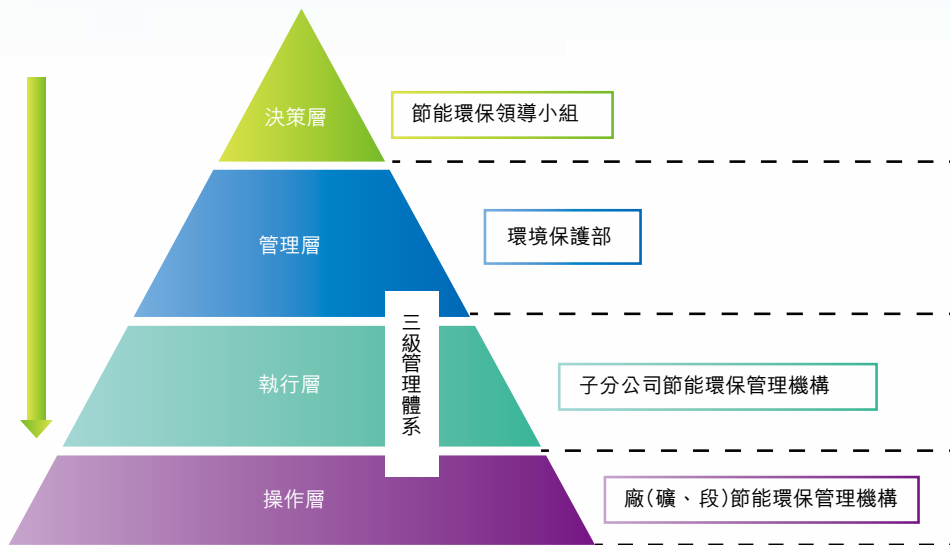 決策層
節能環保領導小組
管理層
環境保護部
三級管理體系
執行層
子分公司節能環保管理機構
操作層
廠(礦、段)節能環保管理機構